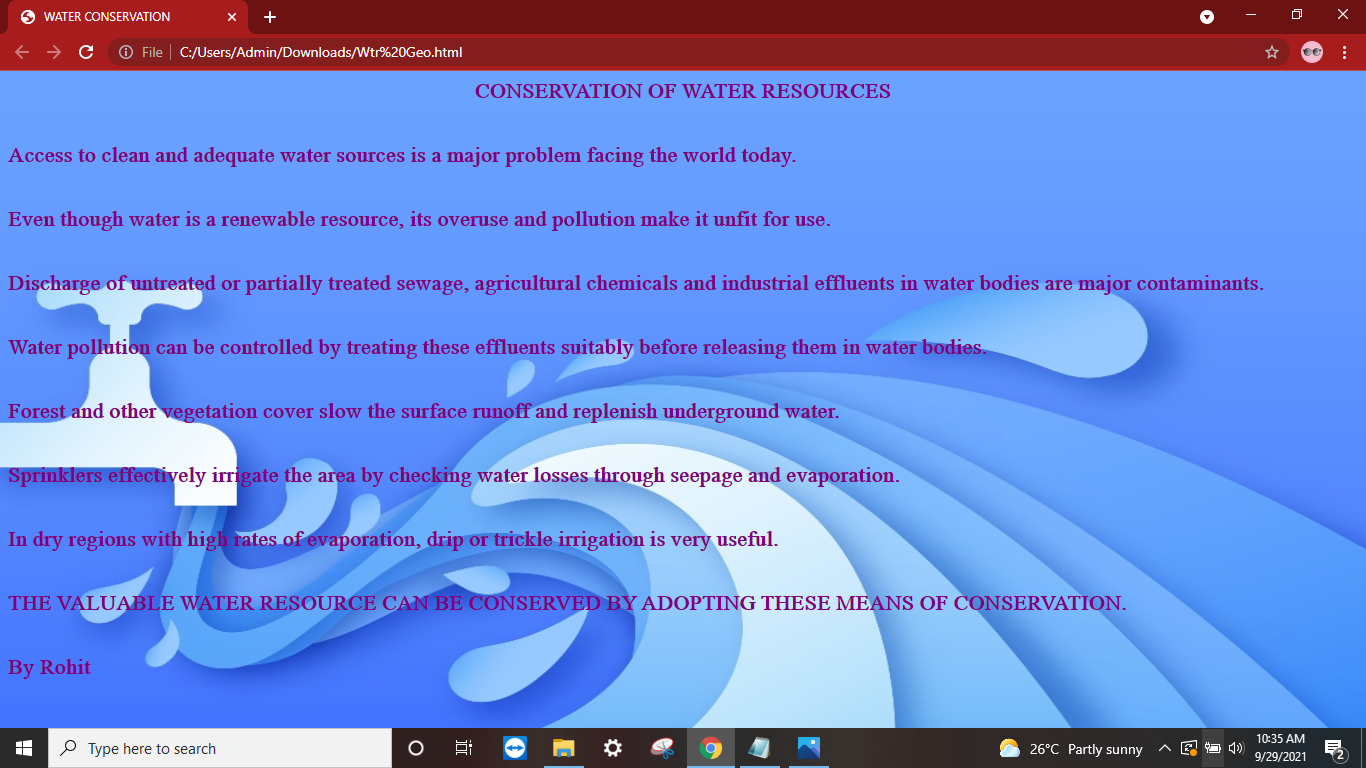 WATER CONSERVATION
File
C:/Users/Admin/Downloads/Wtr%20Geo.html
CONSERVATION OF WATER RESOURCES
Access to clean and adequate water sources is a major problem facing the world today.
Even though water is a renewable resource, its overuse and pollution make it unfit for use.
Discharge of untreated or partially treated sewage, agricultural chemicals and industrial effluents in water bodies are major contaminants.
Water pollution can be controlled by treating these effluents suitably before releasing them in water bodies.
Forest and other vegetation cover slow the surface runoff and replenish underground water.
Sprinklers effectively irrigate the area by checking water losses through seepage and evaporation.
In dry regions with high rates of evaporation, drip or trickle irrigation is very useful.
THE VALUABLE WATER RESOURCE CAN BE CONSERVED BY ADOPTING THESE MEANS OF CONSERVATION.
By Rohit
Type here to search
26°C Partly sunny
10:35 AM
9/29/2021
2